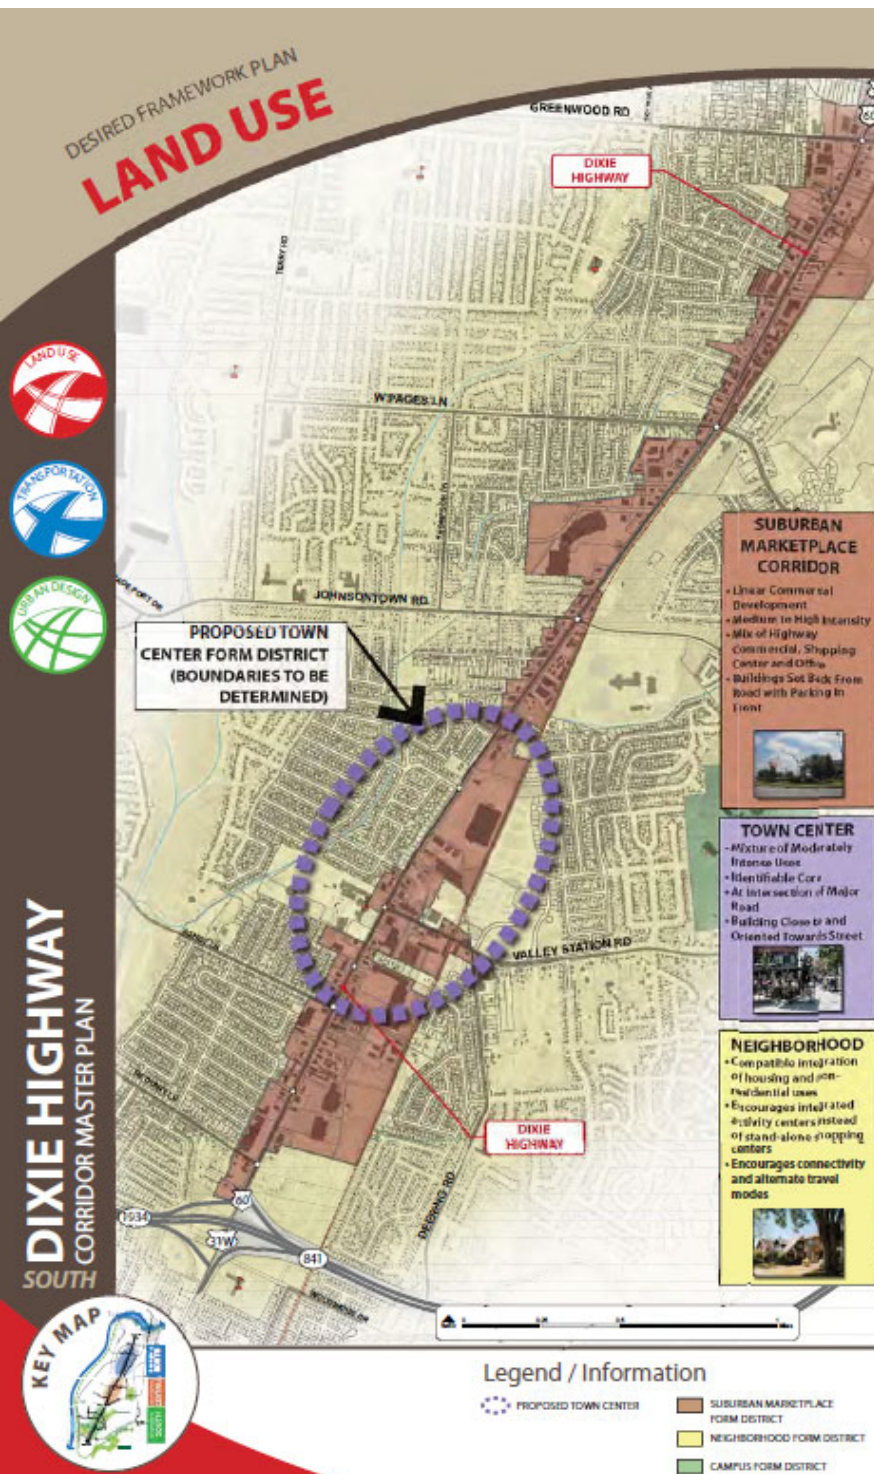 DESIRED FRAMEWORK PLAN
LAND USE
GREENWOOD RD
60
DIXIE
HIGHWAY
TERRY RD
LAND USE
W PAGES LN
TRANSPORTATION
SUBURBAN
MARKETPLACE
CORRIDOR
• Linear Commercial
Development
• Medium to High Intensity
• Mix of Highway
Commercial, Shopping
Center and Office
• Buildings Set Back From
Road with Parking In
Front
URBAN DESIGN
JOHNSONTOWN RD
PROPOSED TOWN
CENTER FORM DISTRICT
(BOUNDARIES TO BE
DETERMINED)
TOWN CENTER
• Mixture of Moderately
Intense Uses
• Identifiable Core
• At Intersection of Major
Road
• Building Close to and
Oriented Towards Street
VALLEY STATION RD
NEIGHBORHOOD
• Compatible integration
of housing and non-
residential uses
• Encourages integrated
activity centers instead
of stand-alone shopping
centers
• Encourages connectivity
and alternate travel
modes
DIXIE
HIGHWAY
DEERING RD
60
1934
31W
841
DIXIE HIGHWAY
CORRIDOR MASTER PLAN
SOUTH
KEY MAP
Legend / Information
PROPOSED TOWN CENTER
SUBURBAN MARKETPLACE
FORM DISTRICT
NEIGHBORHOOD FORM DISTRICT
CAMPUS FORM DISTRICT